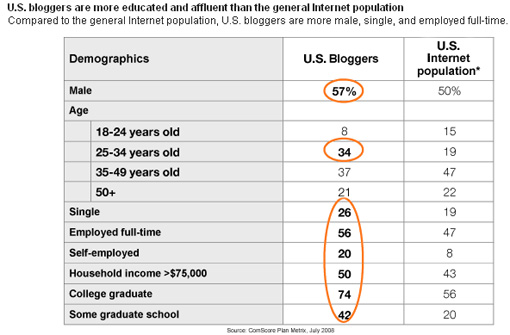 U.S. bloggers are more educated and affluent than the general Internet population
Compared to the general Internet population, U.S. bloggers are more male, single, and employed full-time.
Demographics U.S. Bloggers U.S. Internet population*
Male 57% 50%
Age
18-24 years old 8 15
25-34 years old 34 19
35-49 years old 37 47
50+ 21 22
Single 26 19
Employed full-time 56 47
Self-employed 20 8
Household income >$75,000 50 43
College graduate 74 56
Some graduate school 42 20
Source: ComScore Plan Metrix, July 2008